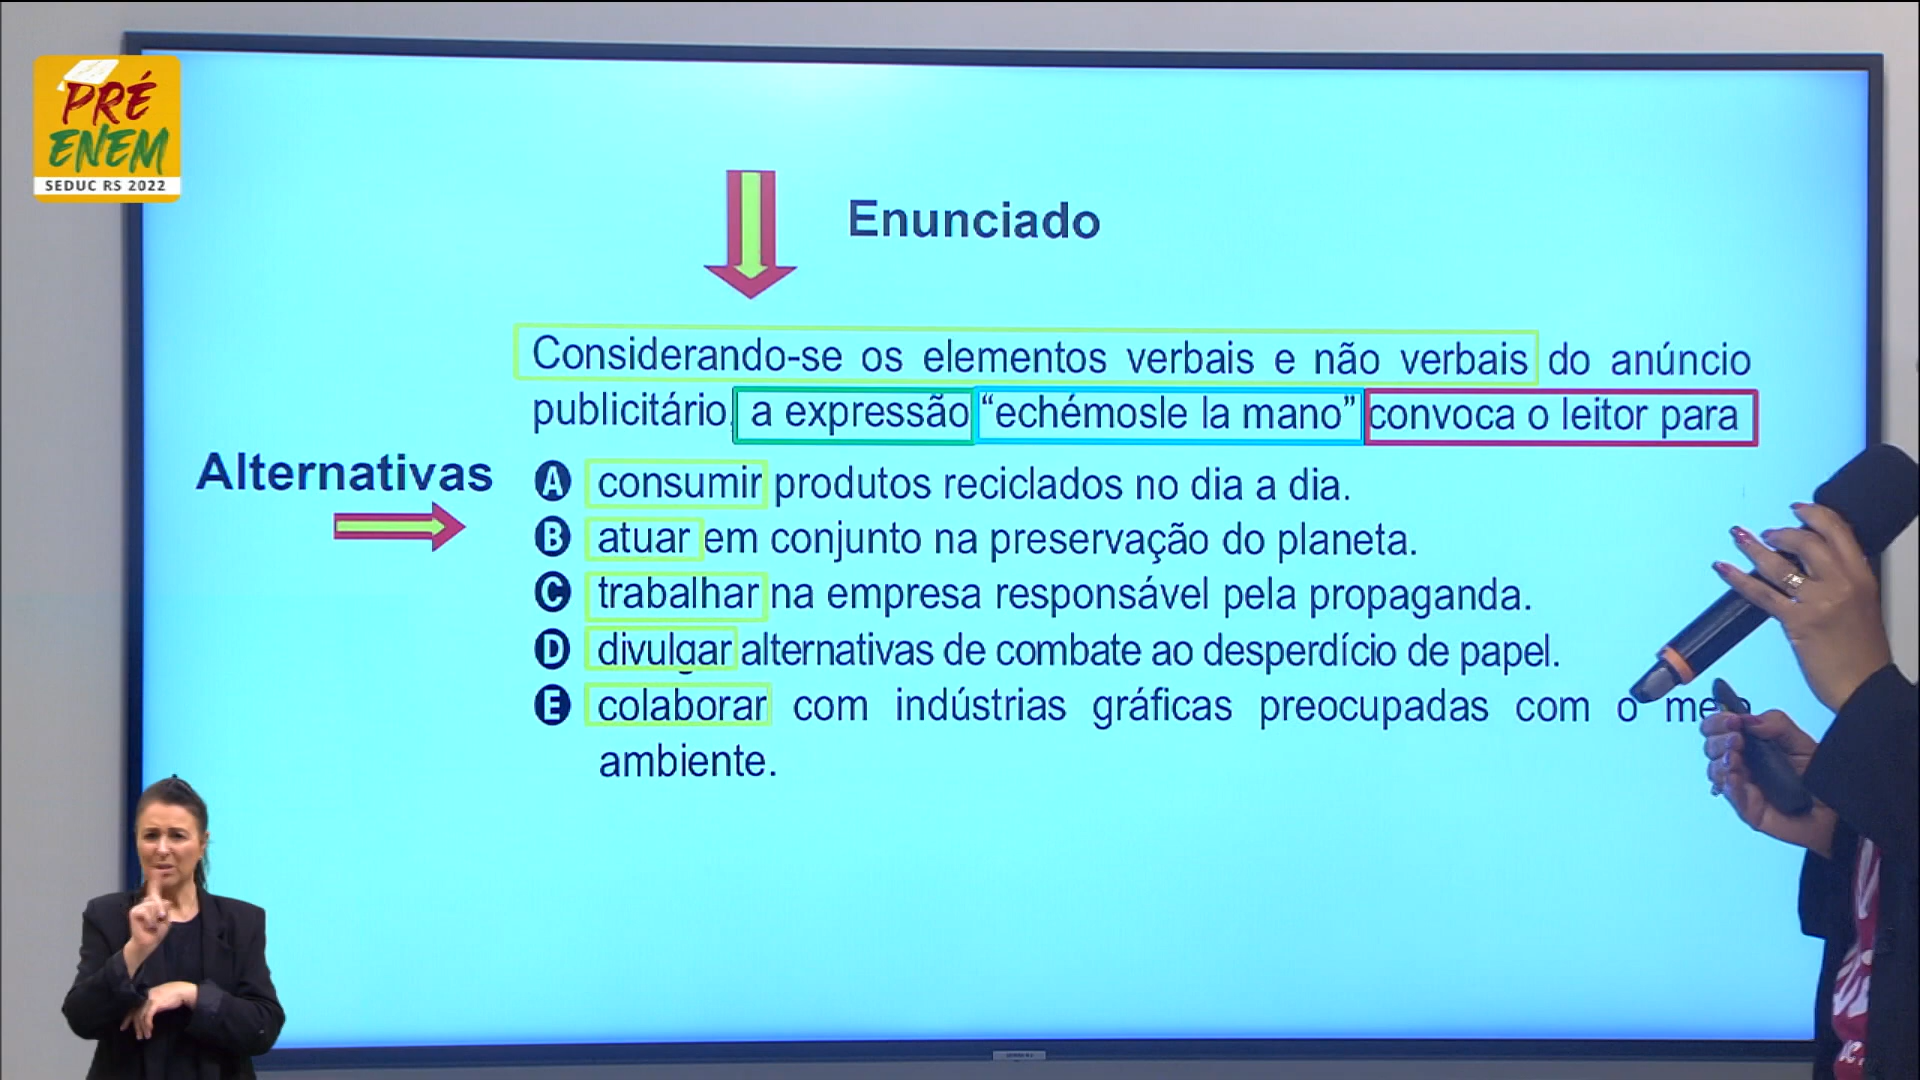 PRÉ
ENEM
SEDUC RS 2022
Enunciado
Considerando-se os elementos verbais e não verbais do anúncio
publicitário, a expressão “echémosle la mano” convoca o leitor para
Alternativas
A consumir produtos reciclados no dia a dia.
B atuar em conjunto na preservação do planeta.
C trabalhar na empresa responsável pela propaganda.
D divulgar alternativas de combate ao desperdício de papel.
E colaborar com indústrias gráficas preocupadas com o
ambiente.